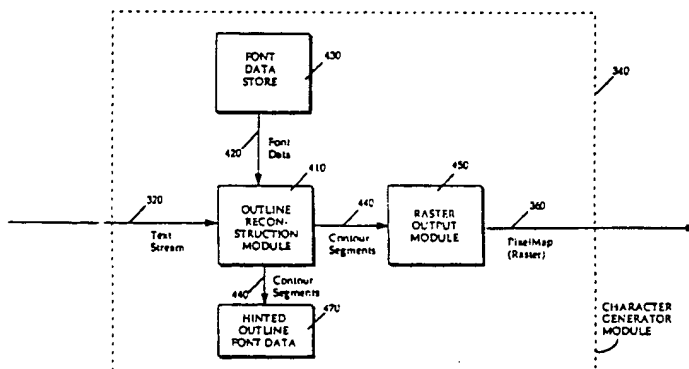 FONT
DATA
STORE
430
340
420
Font
Data
410
450
320
OUTLINE
RECON-
STRUCTION
MODULE
440
RASTER
OUTPUT
MODULE
360
Text
Stream
Contour
Segments
PixelMap
(Raster)
440
Contour
Segments
470
HINTED
OUTLINE
FONT DATA
CHARACTER
GENERATOR
MODULE